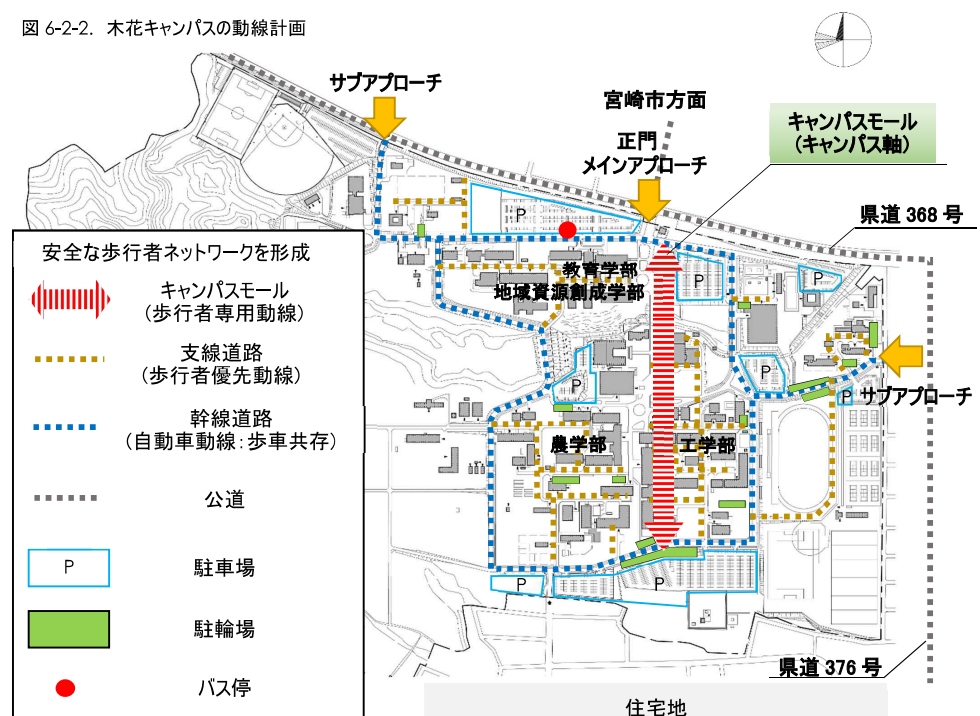 図 6-2-2. 木花キャンパスの動線計画
サブアプローチ
宮崎市方面
正門
メインアプローチ
キャンパスモール
(キャンパス軸)
県道 368 号
P
教育学部
地域資源創成学部
P
P
P
P
P
サブアプローチ
農学部
工学部
P
P
県道 376 号
住宅地
安全な歩行者ネットワークを形成
キャンパスモール
(歩行者専用動線)
支線道路
(歩行者優先動線)
幹線道路
(自動車動線:歩車共存)
公道
P
駐車場
駐輪場
バス停